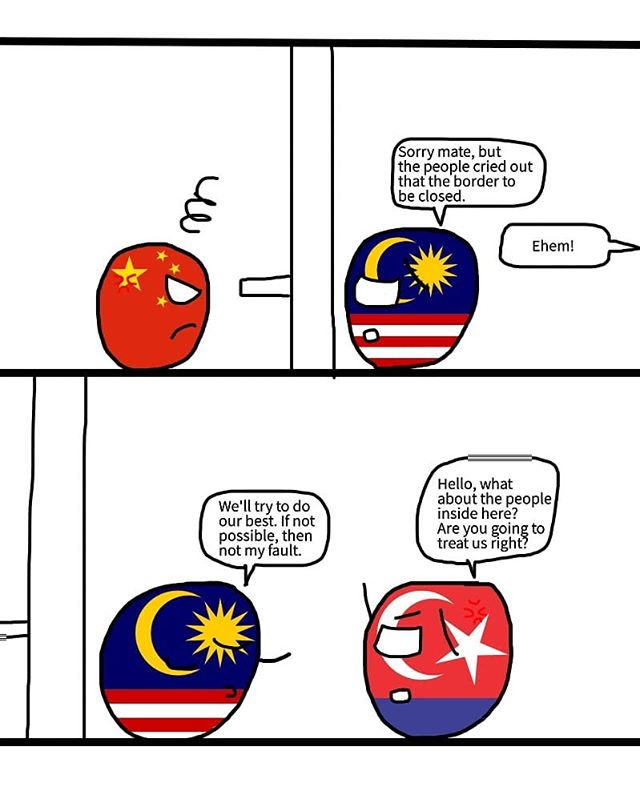 Sorry mate, but
the people cried out
that the border to
be closed.
Ehem!
We'll try to do
our best. If not
possible, then
not my fault.
Hello, what
about the people
inside here?
Are you going to
treat us right?